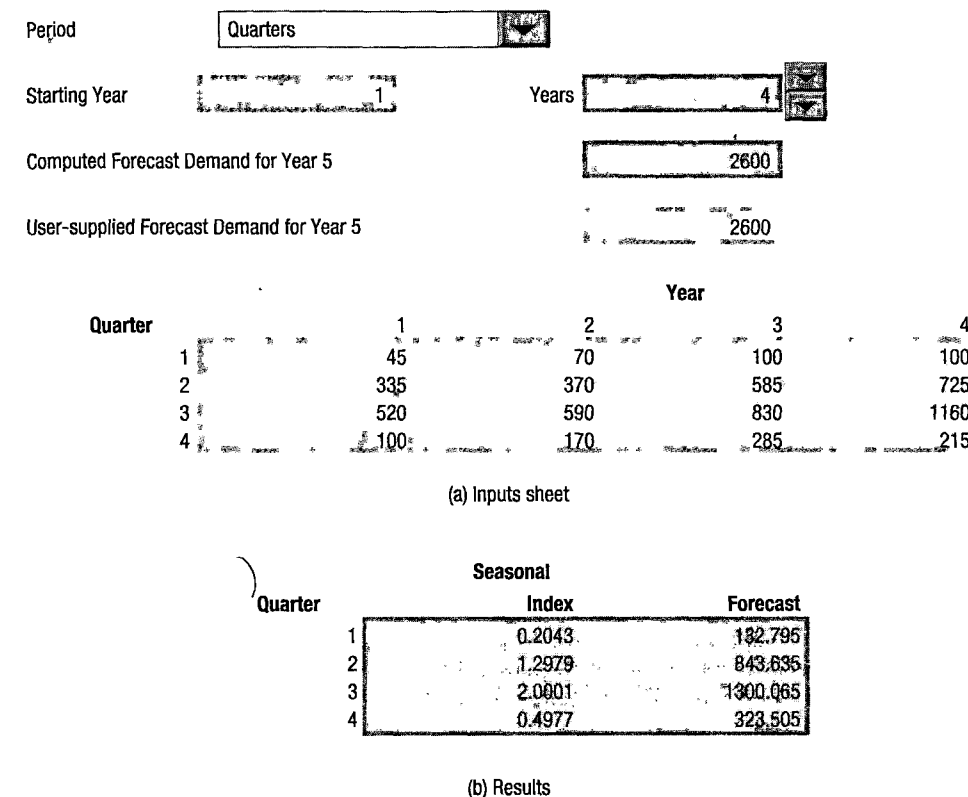 Period Quarters
Starting Year 1 Years 4
Computed Forecast Demand for Year 5 2600
User-supplied Forecast Demand for Year 5 2600
Year
Quarter 1 2 3 4
1 45 70 100 100
2 335 370 585 725
3 520 590 830 1160
4 100 170 285 215
(a) Inputs sheet
Seasonal
Quarter Index Forecast
1 0.2043 132.795
2 1.2979 843.635
3 2.0001 1300.065
4 0.4977 323.505
(b) Results